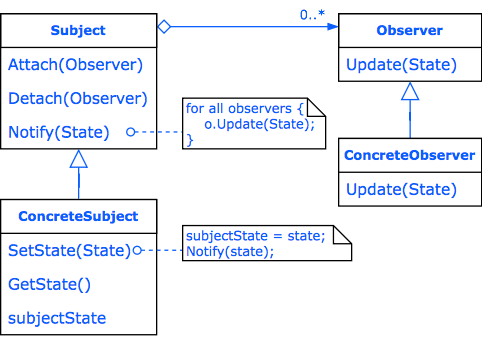 Subject
Attach(Observer)
Detach(Observer)
Notify(State)
for all observers {
o.Update(State);
}
0..*
Observer
Update(State)
ConcreteObserver
Update(State)
ConcreteSubject
SetState(State)
GetState()
subjectState
subjectState = state;
Notify(state);